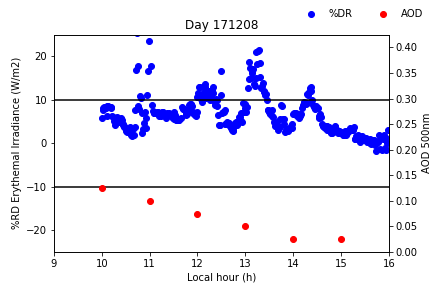 %DR AOD
Day 171208
%RD Erythermal Irradiance (W/m2)
20
10
0
−10
−20
0.40
0.35
0.30
0.25
0.20
0.15
0.10
0.05
0.00
AOD 500nm
9 10 11 12 13 14 15 16
Local hour (h)